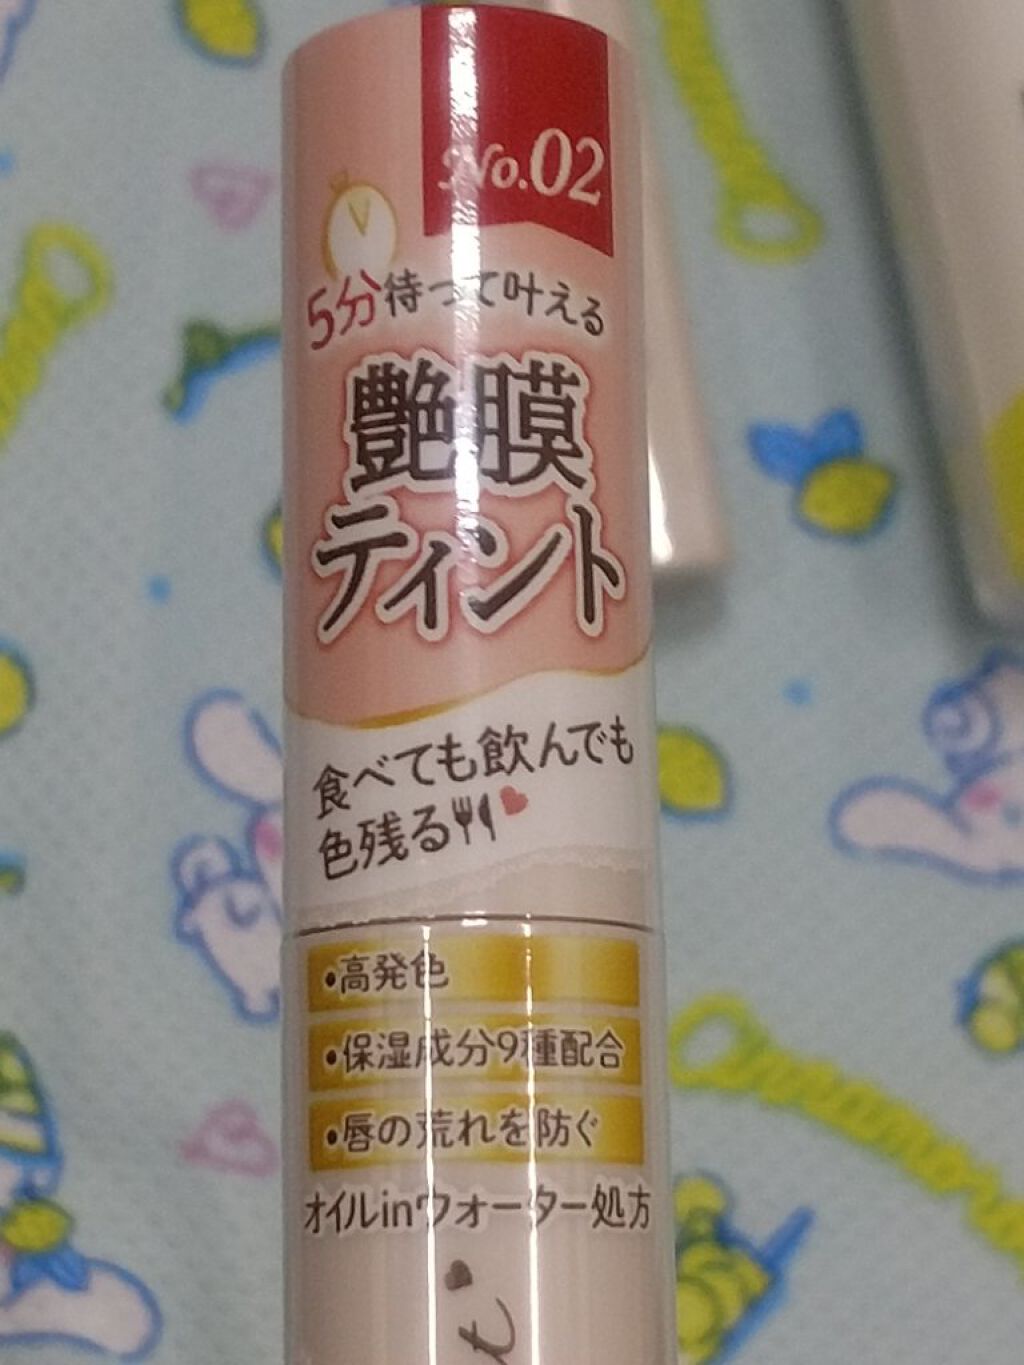 No.02
5分待って叶える
艶膜
ティント
食べても飲んでも
色残る
•高発色
•保湿成分9種配合
•唇の荒れを防ぐ
オイルinウォーター処方